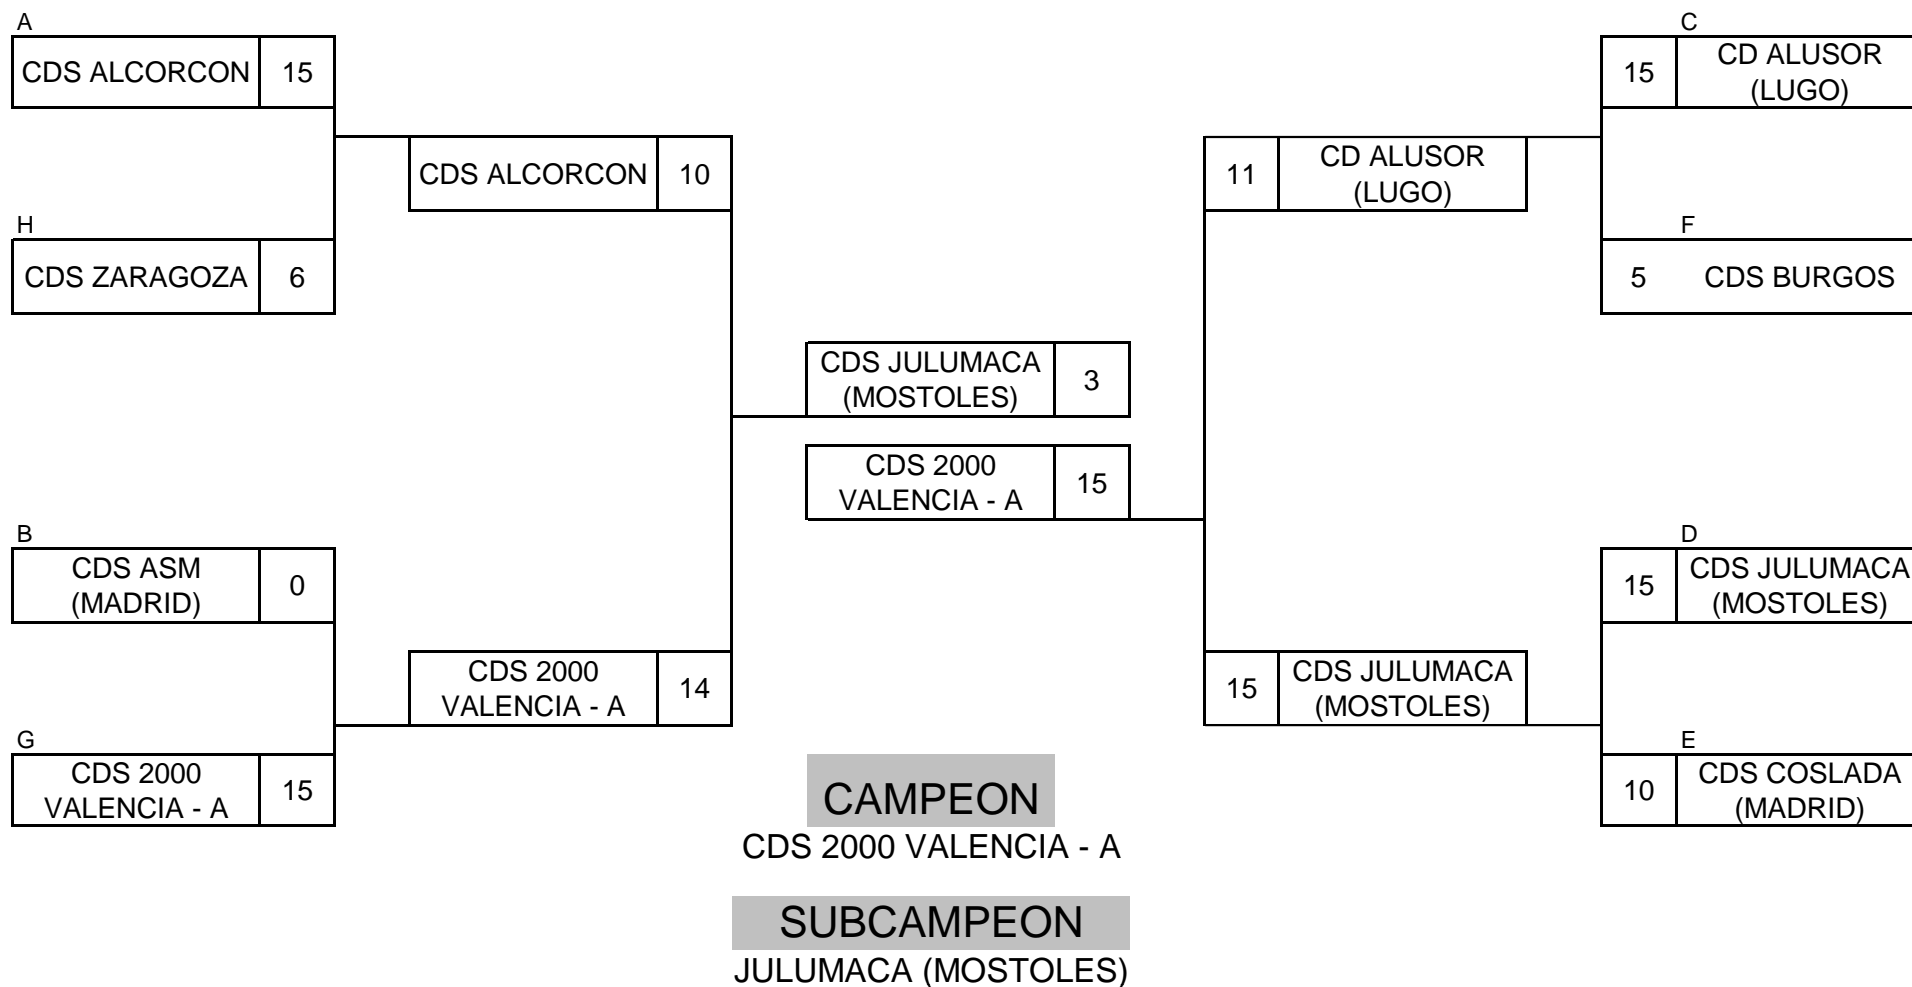 A
CDS ALCORCON 15
H
CDS ZARAGOZA 6
CDS ALCORCON 10
B
CDS ASM
(MADRID)
0
G
CDS 2000
VALENCIA - A
15
CDS 2000
VALENCIA - A
14
CDS JULUMACA
(MOSTOLES)
3
CDS 2000
VALENCIA - A
15
C
15
CD ALUSOR
(LUGO)
F
5 CDS BURGOS
11
CD ALUSOR
(LUGO)
D
15
CDS JULUMACA
(MOSTOLES)
E
10
CDS COSLADA
(MADRID)
15
CDS JULUMACA
(MOSTOLES)
CAMPEON
CDS 2000 VALENCIA - A
SUBCAMPEON
JULUMACA (MOSTOLES)